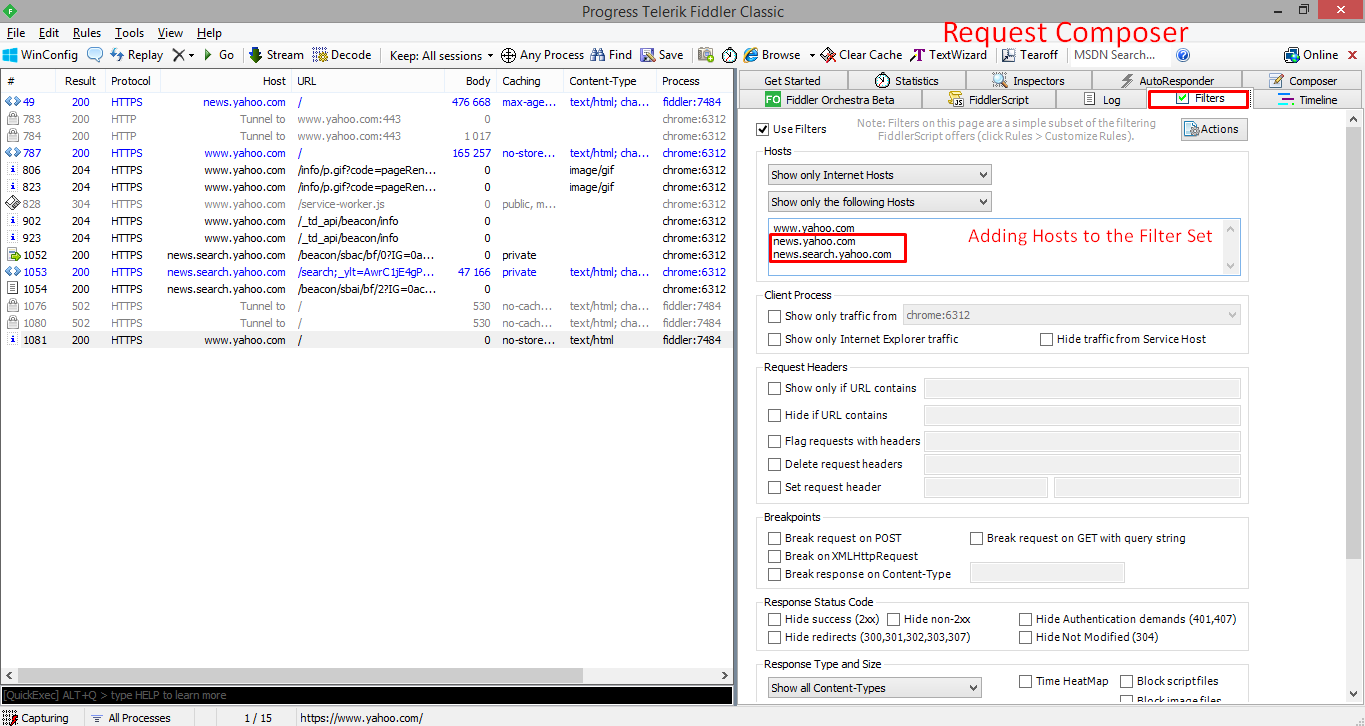 Progress Telerik Fiddler Classic
File Edit Rules Tools View Help
Request Composer
WinConfig Replay Go Stream Decode Keep: All sessions Any Process Find Save Browse Clear Cache TextWizard Tearoff MSDN Search... Online
# Result Protocol Host URL Body Caching Content-Type Process
49 200 HTTPS news.yahoo.com / 476 668 max-age... text/html; cha... fiddler:7484
783 200 HTTP Tunnel to www.yahoo.com:443 0 chrome:6312
784 200 HTTP Tunnel to www.yahoo.com:443 1 017 chrome:6312
787 200 HTTPS www.yahoo.com / 165 257 no-store... text/html; cha... chrome:6312
806 204 HTTPS www.yahoo.com /info/p.gif?code=pageRen... 0 image/gif chrome:6312
823 204 HTTPS www.yahoo.com /info/p.gif?code=pageRen... 0 image/gif chrome:6312
828 304 HTTPS www.yahoo.com /service-worker.js 0 public, m... chrome:6312
902 204 HTTPS www.yahoo.com /_td_api/beacon/info 0 chrome:6312
923 204 HTTPS www.yahoo.com /_td_api/beacon/info 0 chrome:6312
1052 200 HTTPS news.search.yahoo.com /beacon/sbac/bf/0?IG=0a... 0 private chrome:6312
1053 200 HTTPS news.search.yahoo.com /search;_ylt=AwrC1jE4gP... 47 166 private text/html; cha... chrome:6312
1054 200 HTTPS news.search.yahoo.com /beacon/sbai/bf/2?IG=0ac... 0 chrome:6312
1076 502 HTTPS Tunnel to / 530 no-cach... text/html; cha... fiddler:7484
1080 502 HTTPS Tunnel to / 530 no-cach... text/html; cha... fiddler:7484
1081 200 HTTPS www.yahoo.com / 0 no-store... text/html fiddler:7484
Get Started Statistics Inspectors AutoResponder Composer
FO Fiddler Orchestra Beta FiddlerScript Log Filters Timeline
Use Filters
Note: Filters on this page are a simple subset of the filtering
FiddlerScript offers (click Rules > Customize Rules).
Actions
Hosts
Show only Internet Hosts
Show only the following Hosts
www.yahoo.com
news.yahoo.com
news.search.yahoo.com
Adding Hosts to the Filter Set
Client Process
Show only traffic from chrome:6312
Show only Internet Explorer traffic Hide traffic from Service Host
Request Headers
Show only if URL contains
Hide if URL contains
Flag requests with headers
Delete request headers
Set request header
Breakpoints
Break request on POST Break request on GET with query string
Break on XMLHttpRequest
Break response on Content-Type
Response Status Code
Hide success (2xx) Hide non-2xx Hide Authentication demands (401,407)
Hide redirects (300,301,302,303,307) Hide Not Modified (304)
Response Type and Size
Show all Content-Types Time HeatMap Block script files
Block image files
[QuickExec] ALT+Q > type HELP to learn more
Capturing All Processes 1 / 15 https://www.yahoo.com/